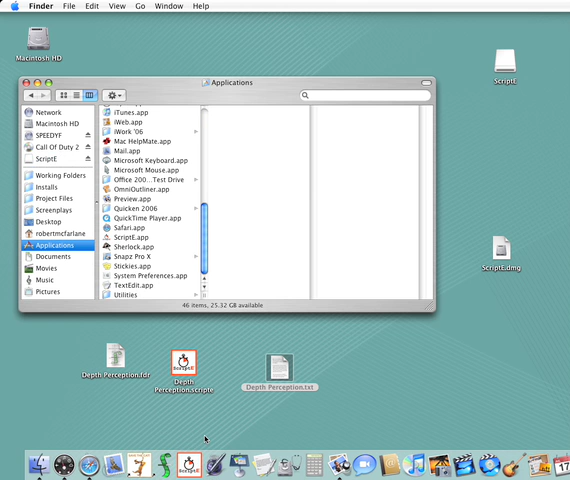 Finder File Edit View Go Window Help
Macintosh HD
ScriptE
Applications
Network
Macintosh HD
SPEEDYF
Call Of Duty 2
ScriptE
Working Folders
Installs
Project Files
Screenplays
Desktop
robertmcfarlane
Applications
Documents
Movies
Music
Pictures
iTunes.app
iWeb.app
iWork '06
Mac HelpMate.app
Mail.app
Microsoft Keyboard.app
Microsoft Mouse.app
Office 200...Test Drive
OmniOutliner.app
Preview.app
Quicken 2006
QuickTime Player.app
Safari.app
ScriptE.app
Sherlock.app
Snapz Pro X
Stickies.app
System Preferences.app
TextEdit.app
Utilities
46 items, 25.32 GB available
ScriptE.dmg
Depth Perception.fdr
ScriptE
Depth
Perception.scripte
Depth Perception.txt
ScriptE
17